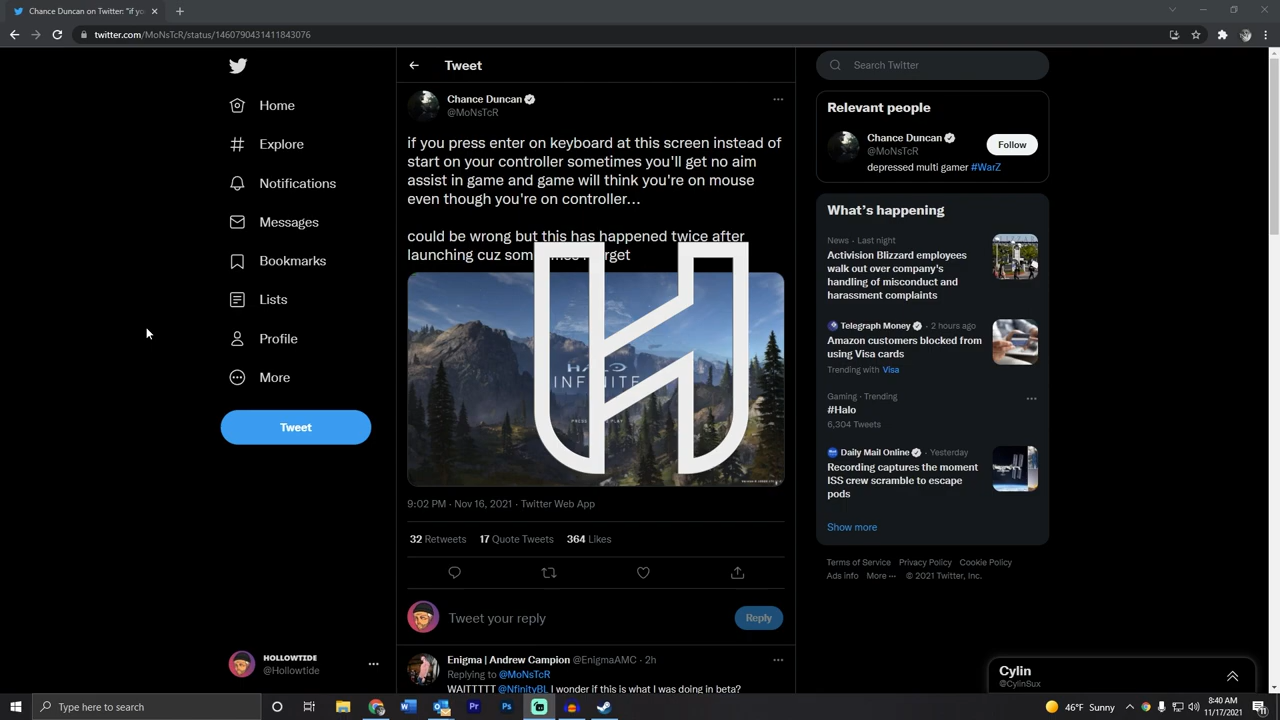 Chance Duncan on Twitter: "if you
twitter.com/MoNsTcR/status/1460790431411843076
Home
Explore
Notifications
Messages
Bookmarks
Lists
Profile
More
Tweet
HOLLOWTIDE
@Hollowtide
Tweet
Chance Duncan
@MoNsTcR
if you press enter on keyboard at this screen instead of
start on your controller sometimes you'll get no aim
assist in game and game will think you're on mouse
even though you're on controller...
could be wrong but this has happened twice after
launching cuz
HALO
INFINITE
9:02 PM · Nov 16, 2021 · Twitter Web App
32 Retweets 17 Quote Tweets 364 Likes
Tweet your reply
Reply
Enigma | Andrew Campion @EnigmaAMC · 2h
Replying to @MoNsTcR
WAITTTTT @NfinityBL I wonder if this is what I was doing in beta?
Search Twitter
Relevant people
Chance Duncan
@MoNsTcR
Follow
depressed multi gamer #WarZ
What's happening
News · Last night
Activision Blizzard employees
walk out over company's
handling of misconduct and
harassment complaints
Telegraph Money · 2 hours ago
Amazon customers blocked from
using Visa cards
Trending with Visa
Gaming · Trending
#Halo
6,304 Tweets
Daily Mail Online · Yesterday
Recording captures the moment
ISS crew scramble to escape
pods
Show more
Terms of Service Privacy Policy Cookie Policy
Ads info More ··· © 2021 Twitter, Inc.
Cylin
@CylinSux
Type here to search
46°F Sunny
8:40 AM
11/17/2021